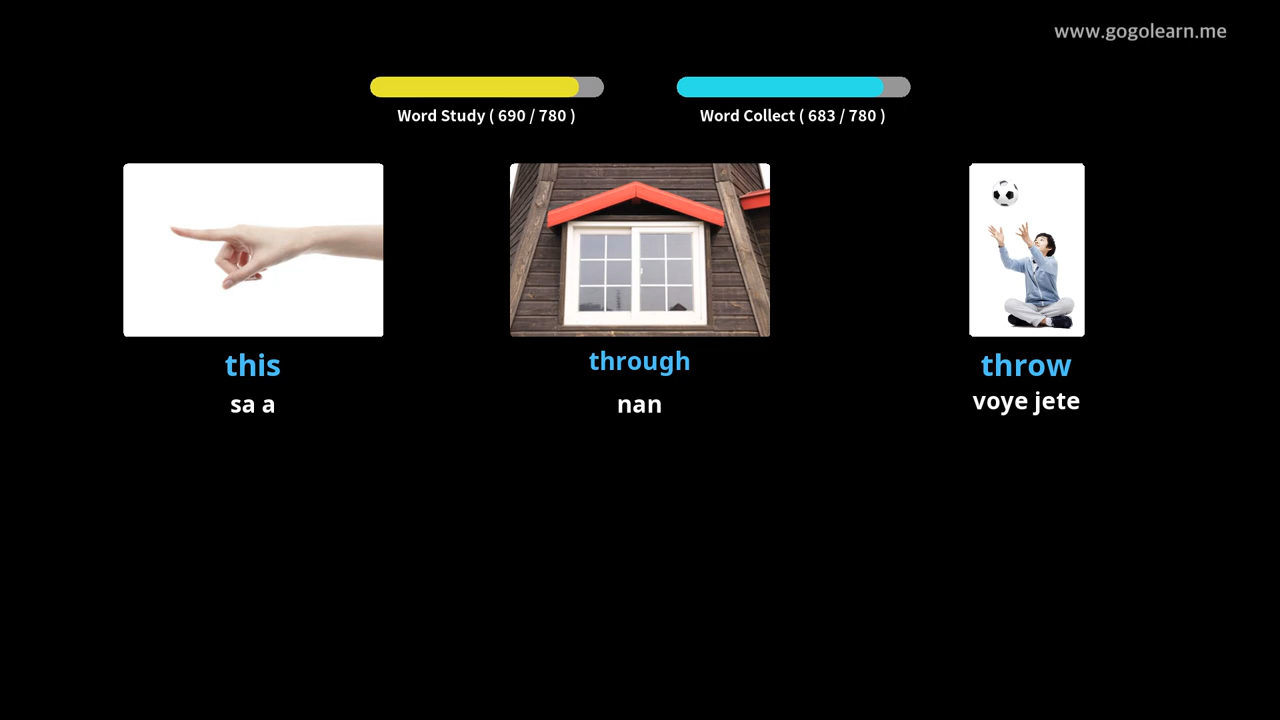 www.gogolearn.me
Word Study ( 690 / 780 )
Word Collect ( 683 / 780 )
this
through
throw
sa a
nan
voye jete